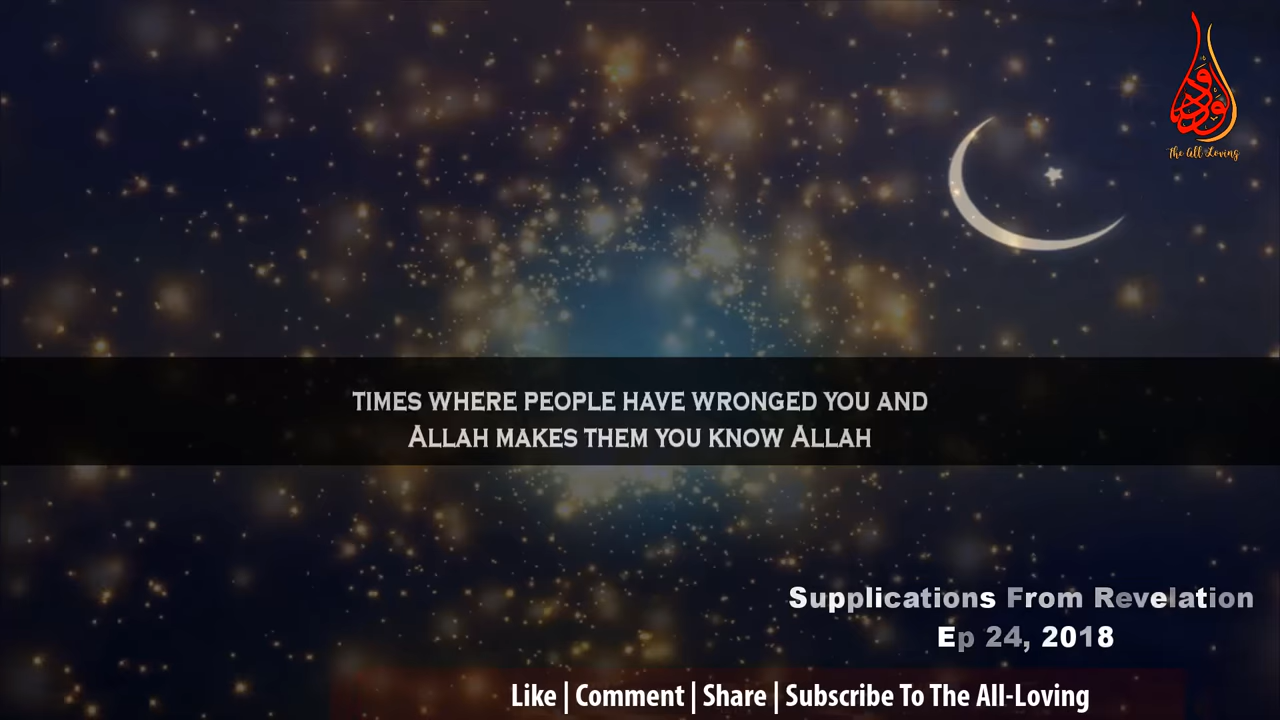 The All Loving
TIMES WHERE PEOPLE HAVE WRONGED YOU AND
ALLAH MAKES THEM YOU KNOW ALLAH
Supplications From Revelation
Ep 24, 2018
Like | Comment | Share | Subscribe To The All-Loving